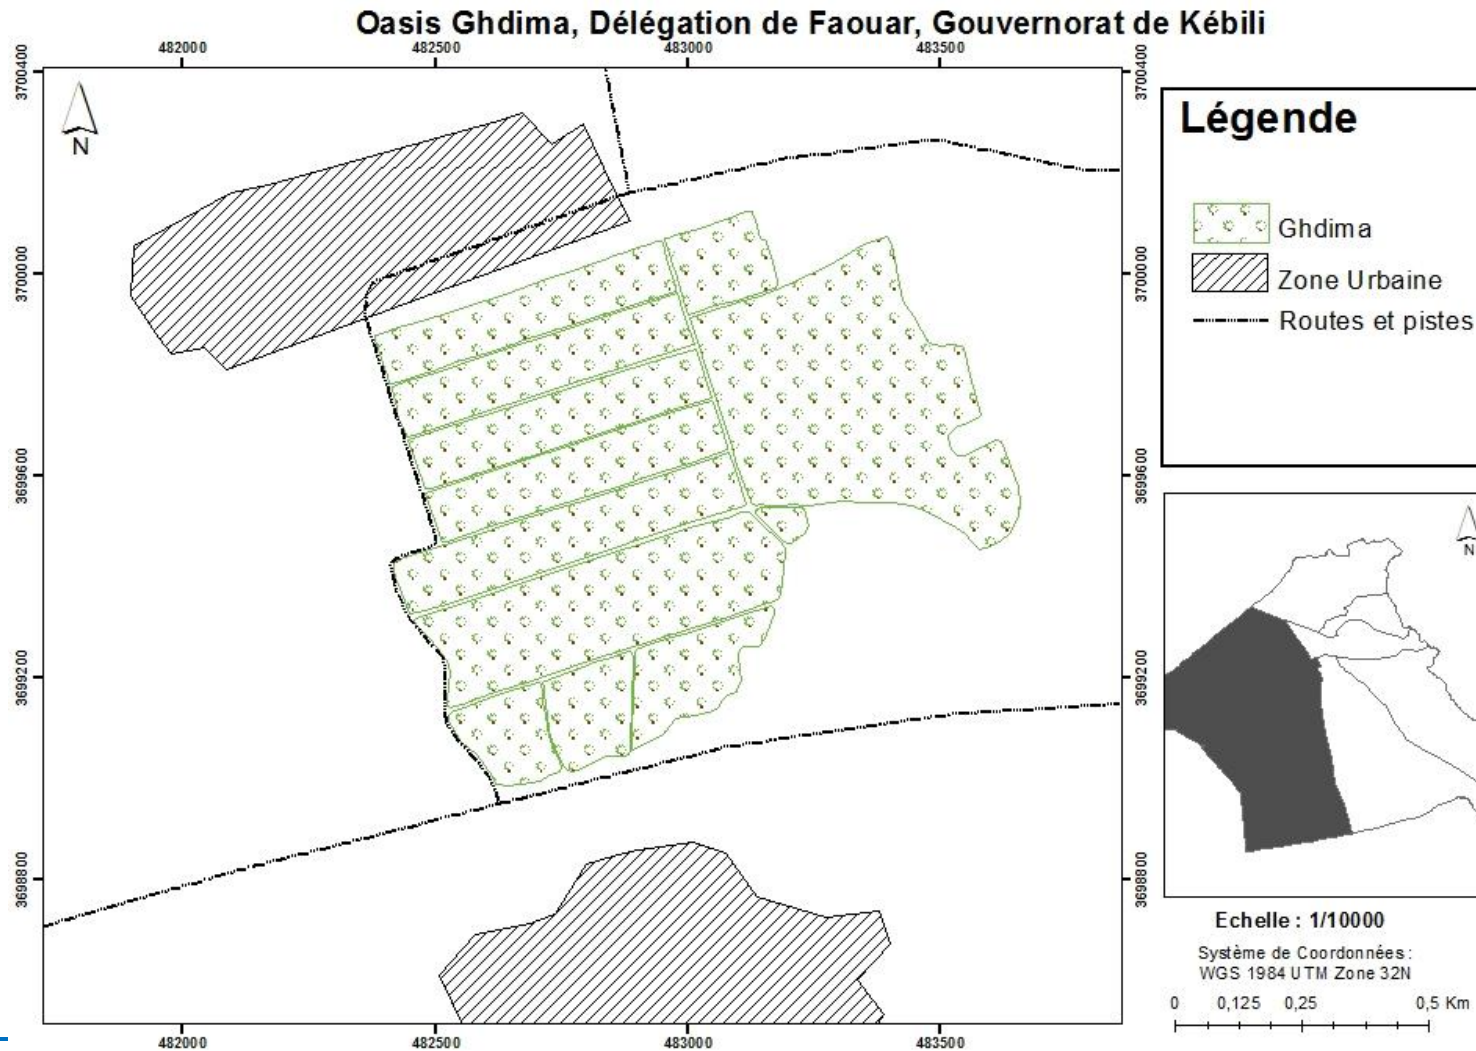 Oasis Ghdima, Délégation de Faouar, Gouvernorat de Kébili
482000 482500 483000 483500
3700400
3700400
N
3700000
3700000
3699600
3699600
3699200
3699200
3698800
3698800
482000 482500 483000 483500
Légende
Ghdima
Zone Urbaine
Routes et pistes
N
Echelle : 1/10000
Système de Coordonnées :
WGS 1984 UTM Zone 32N
0 0,125 0,25 0,5 Km